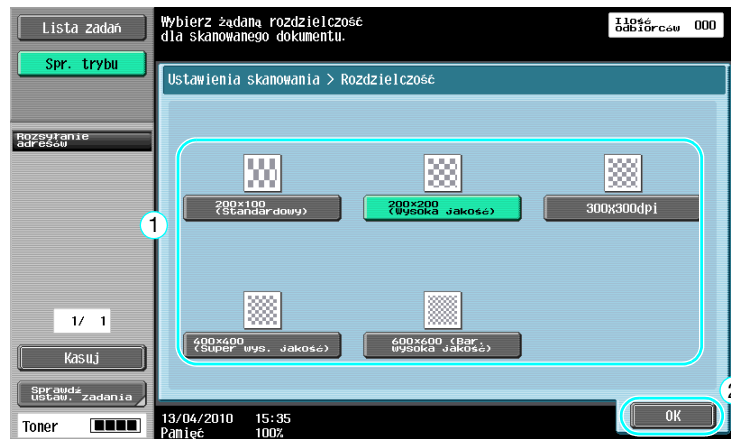 Lista zadań
Spr. trybu
Rozsyłanie
adresów
1/ 1
Kasuj
Sprawdź
ustaw. zadania
Toner
Wybierz żądaną rozdzielczość
dla skanowanego dokumentu.
Ilość
odbiorców 000
Ustawienia skanowania > Rozdzielczość
1
200×100
(Standardowy)
200×200
(Wysoka jakość)
300x300dpi
400×400
(Super wys. jakość)
600×600 (Bar.
wysoka jakość)
2
OK
13/04/2010 15:35
Pamięć 100%